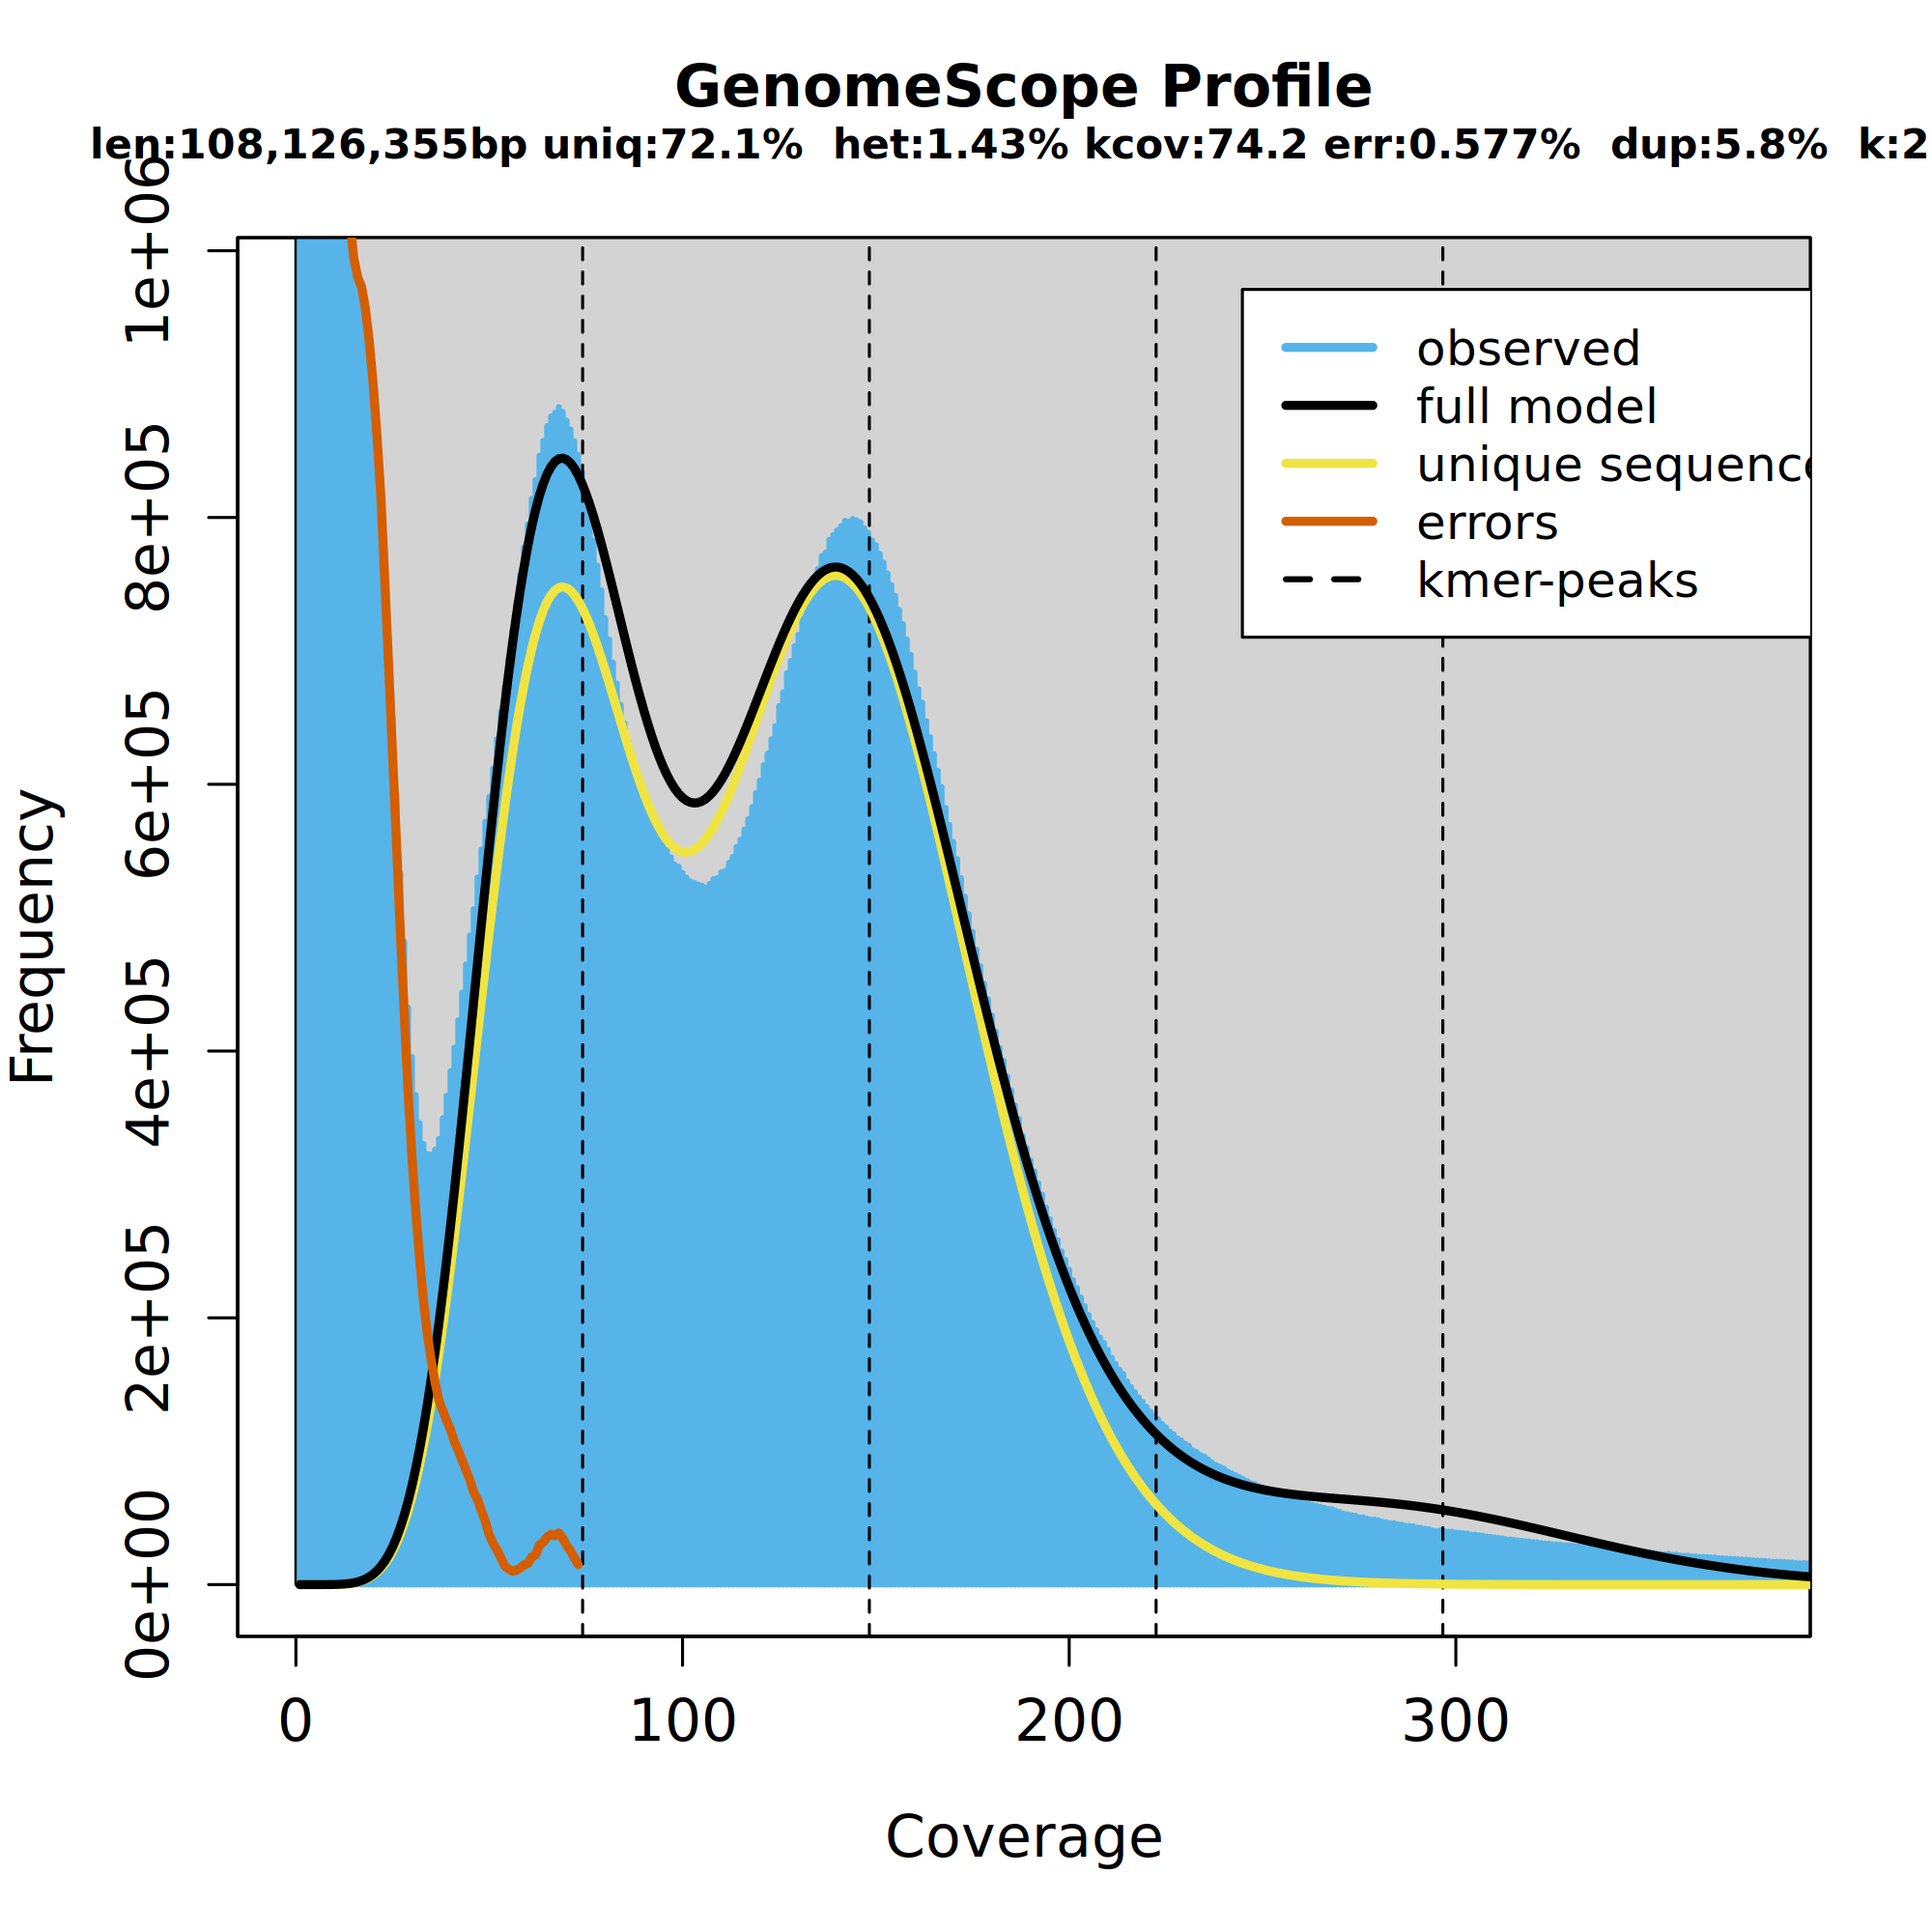 GenomeScope Profile
len:108,126,355bp uniq:72.1% het:1.43% kcov:74.2 err:0.577% dup:5.8% k:2
1e+06
8e+05
6e+05
4e+05
2e+05
0e+00
Frequency
observed
full model
unique sequence
errors
kmer-peaks
0 100 200 300
Coverage